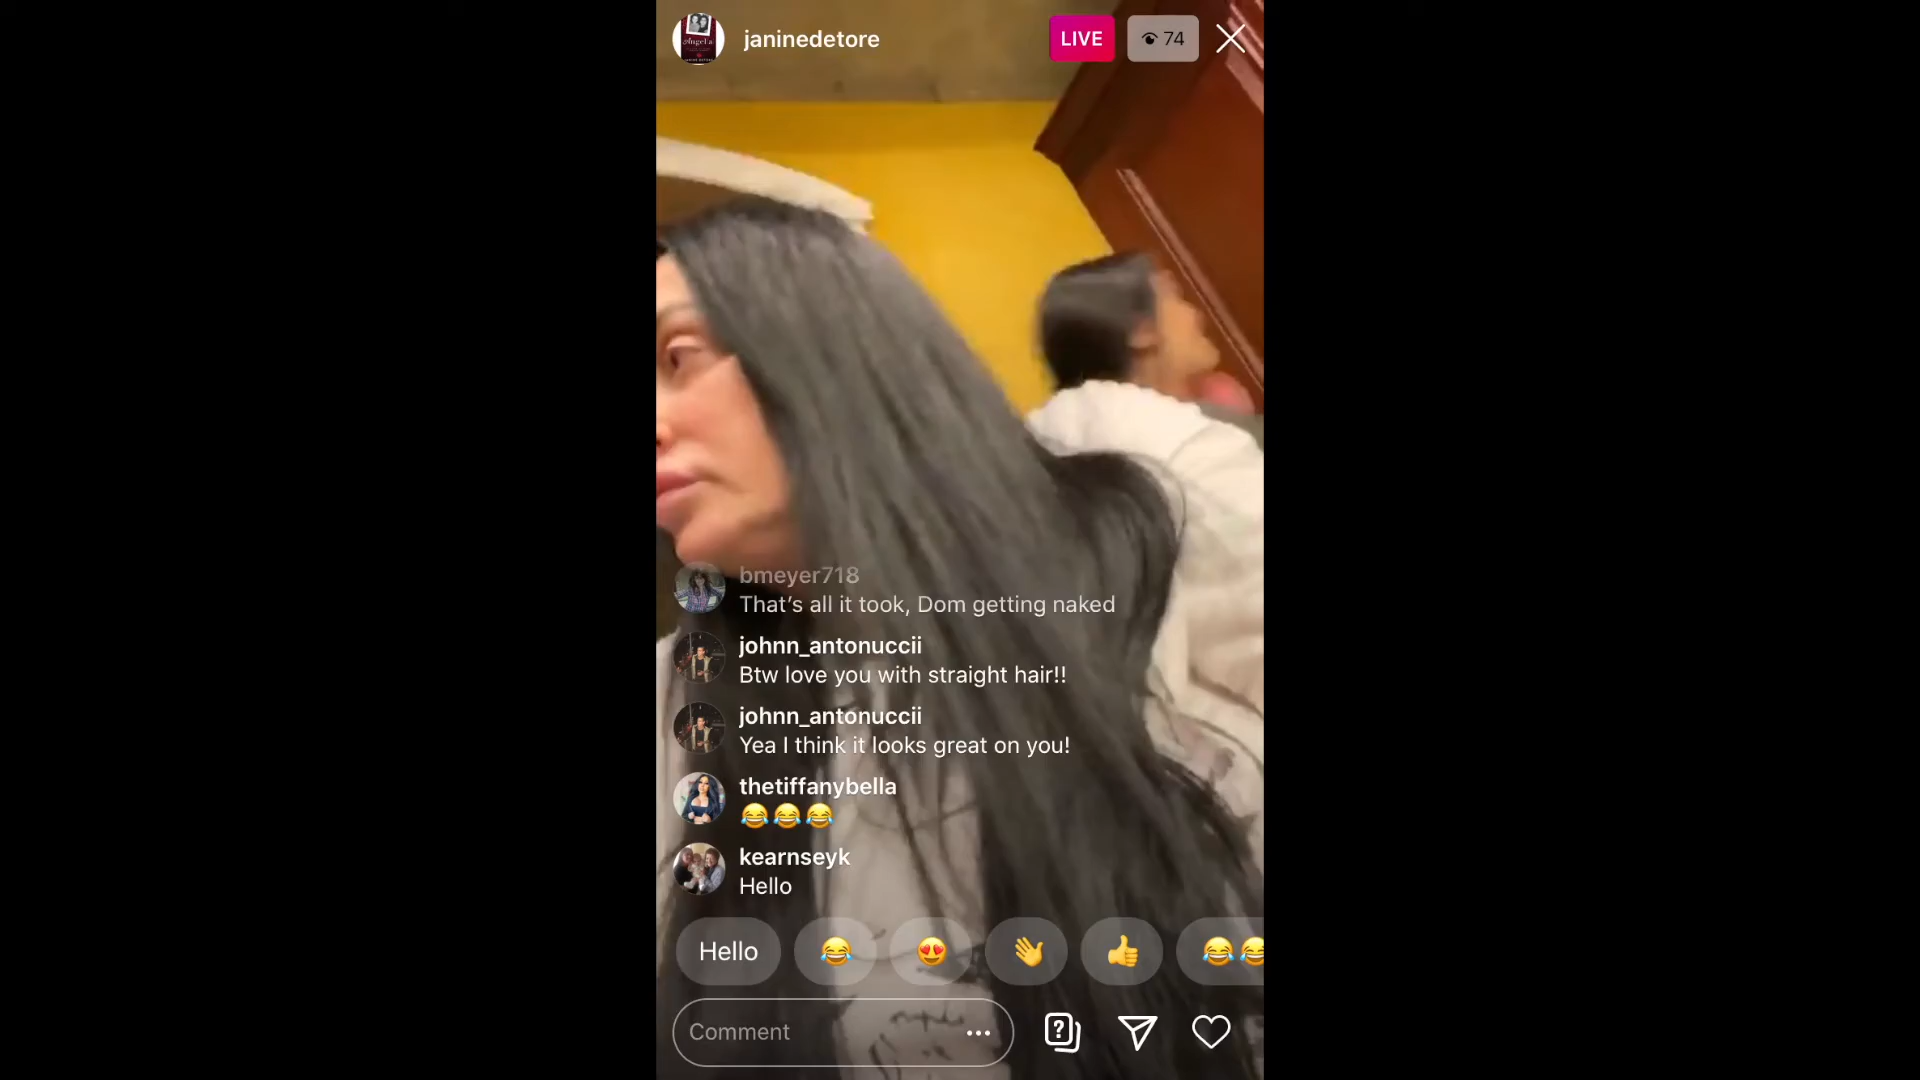 janinedetore
LIVE
74
Angel's
bmeyer718
That's all it took, Dom getting naked
johnn_antonuccii
Btw love you with straight hair!!
johnn_antonuccii
Yea I think it looks great on you!
thetiffanybella
😂😂😂
kearnseyk
Hello
Hello 😂 😍 👋 👍 😂😂
Comment